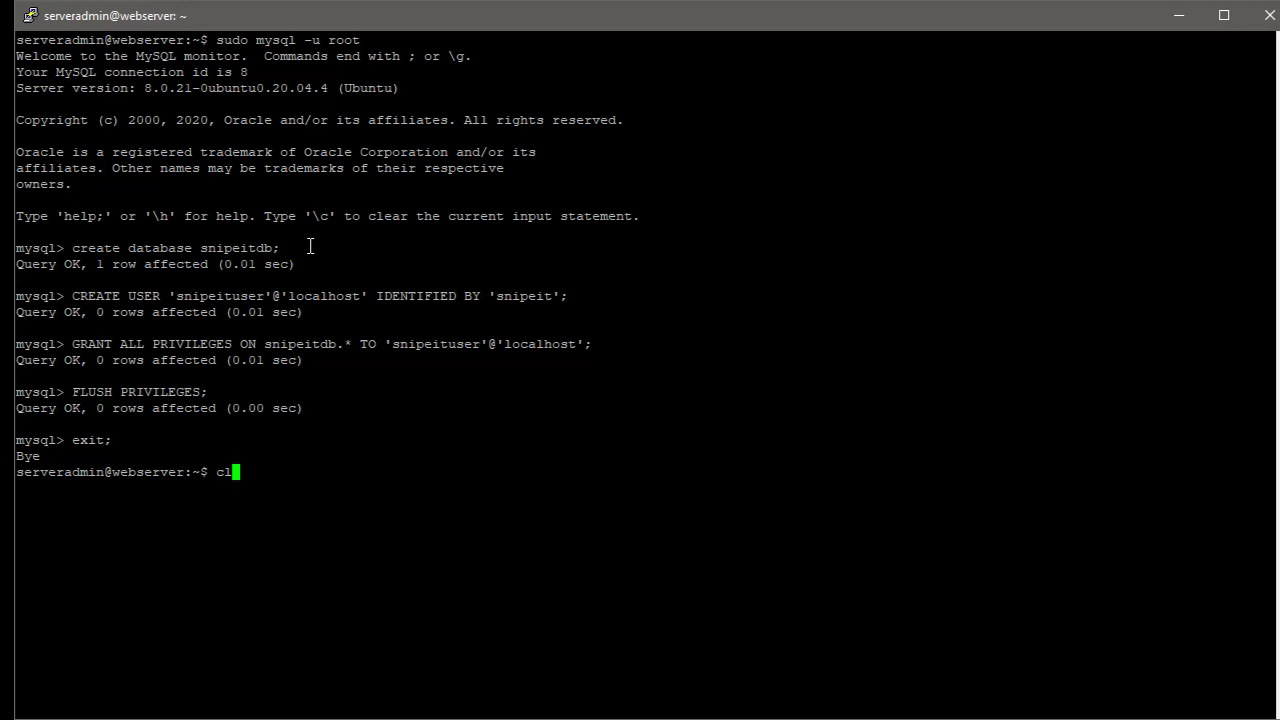 serveradmin@webserver: ~
serveradmin@webserver:~$ sudo mysql -u root
Welcome to the MySQL monitor.  Commands end with ; or \g.
Your MySQL connection id is 8
Server version: 8.0.21-0ubuntu0.20.04.4 (Ubuntu)
Copyright (c) 2000, 2020, Oracle and/or its affiliates. All rights reserved.
Oracle is a registered trademark of Oracle Corporation and/or its
affiliates. Other names may be trademarks of their respective
owners.
Type 'help;' or '\h' for help. Type '\c' to clear the current input statement.
mysql> create database snipeitdb;
Query OK, 1 row affected (0.01 sec)
mysql> CREATE USER 'snipeituser'@'localhost' IDENTIFIED BY 'snipeit';
Query OK, 0 rows affected (0.01 sec)
mysql> GRANT ALL PRIVILEGES ON snipeitdb.* TO 'snipeituser'@'localhost';
Query OK, 0 rows affected (0.01 sec)
mysql> FLUSH PRIVILEGES;
Query OK, 0 rows affected (0.00 sec)
mysql> exit;
Bye
serveradmin@webserver:~$ cl